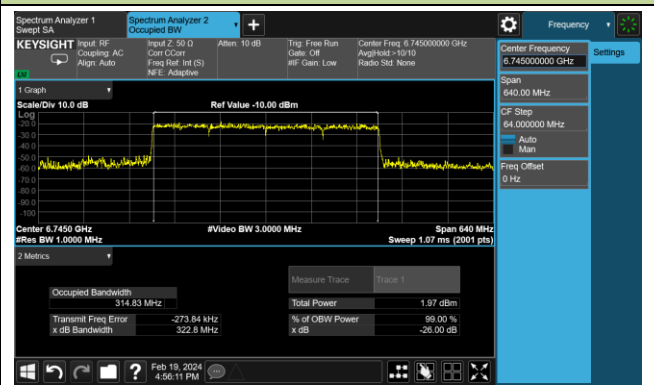 Spectrum Analyzer 1
Swept SA
Spectrum Analyzer 2
Occupied BW
Frequency
KEYSIGHT
Input: RF
Coupling: AC
Align: Auto
Input Z: 50 Ω
Corr CCorr
Freq Ref: Int (S)
NFE: Adaptive
Atten: 10 dB
Trig: Free Run
Gate: Off
#IF Gain: Low
Center Freq: 6.745000000 GHz
Avg|Hold:>10/10
Radio Std: None
Center Frequency
6.745000000 GHz
Settings
Span
640.00 MHz
CF Step
64.000000 MHz
Auto
Man
Freq Offset
0 Hz
1 Graph
Scale/Div 10.0 dB
Ref Value -10.00 dBm
Log
-20.0
-30.0
-40.0
-50.0
-60.0
-70.0
-80.0
-90.0
-100
Center 6.7450 GHz
#Video BW 3.0000 MHz
Span 640 MHz
#Res BW 1.0000 MHz
Sweep 1.07 ms (2001 pts)
2 Metrics
Measure Trace
Trace 1
Occupied Bandwidth
314.83 MHz
Total Power
1.97 dBm
Transmit Freq Error
-273.84 kHz
% of OBW Power
99.00 %
x dB Bandwidth
322.8 MHz
x dB
-26.00 dB
Feb 19, 2024
4:56:11 PM